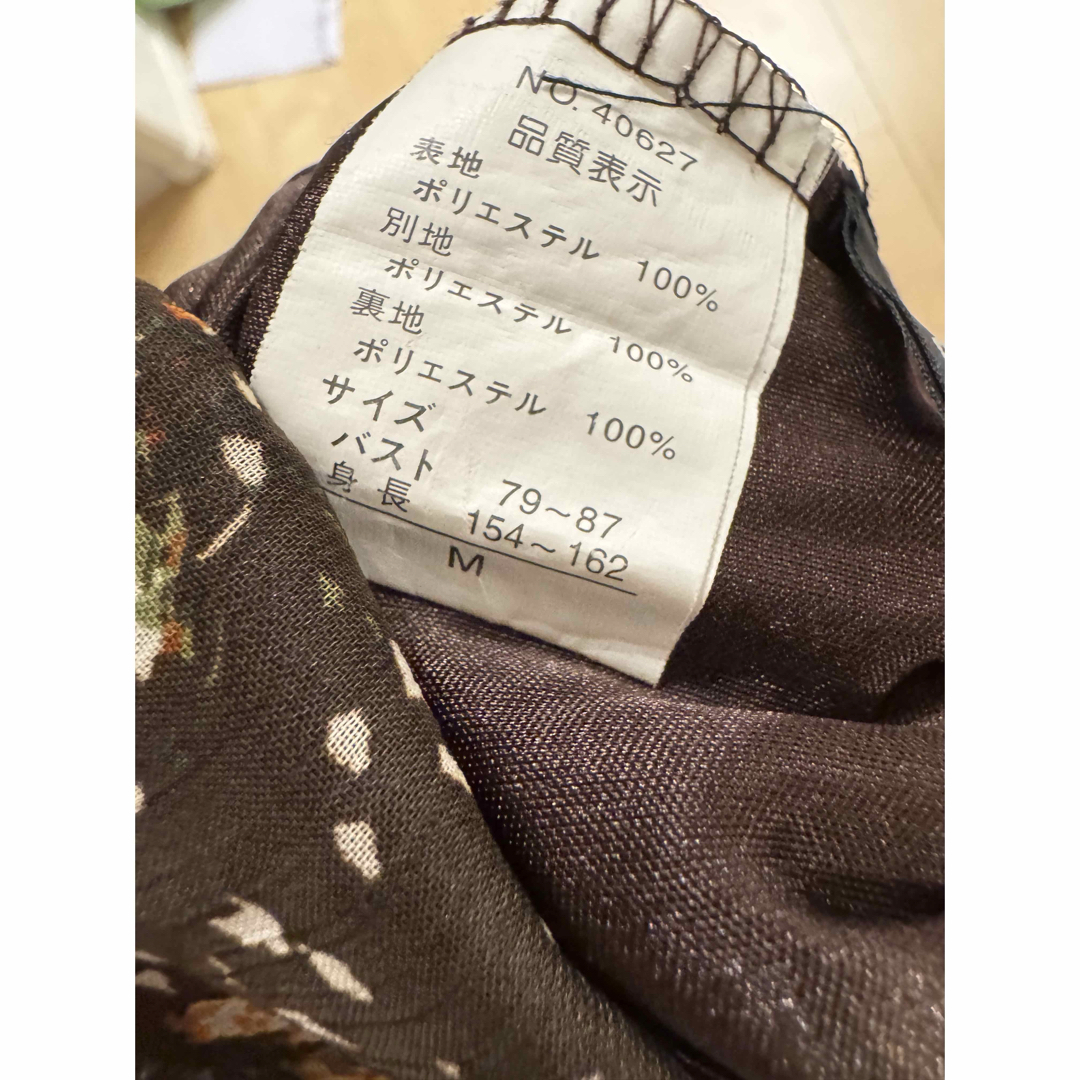 NO. 40627
品質表示
表地
ポリエステル 100%
別地
ポリエステル 100%
裏地
ポリエステル 100%
サイズ
バスト 79～87
身長 154～162
M